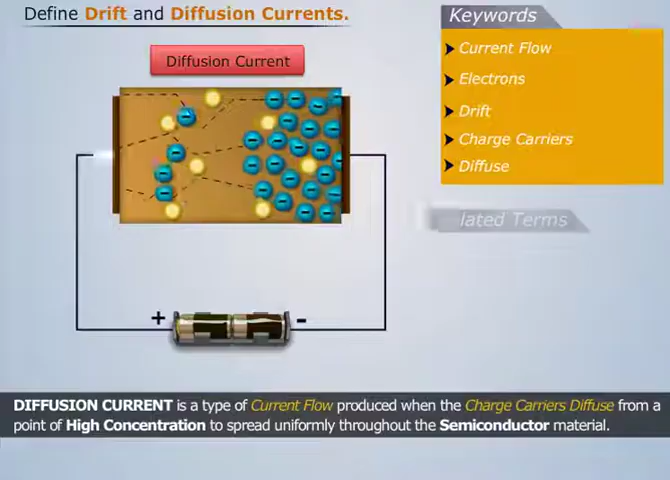 Define Drift and Diffusion Currents.
Keywords
Diffusion Current
Current Flow
Electrons
Drift
Charge Carriers
Diffuse
lated Terms
+ -
DIFFUSION CURRENT is a type of Current Flow produced when the Charge Carriers Diffuse from a
point of High Concentration to spread uniformly throughout the Semiconductor material.